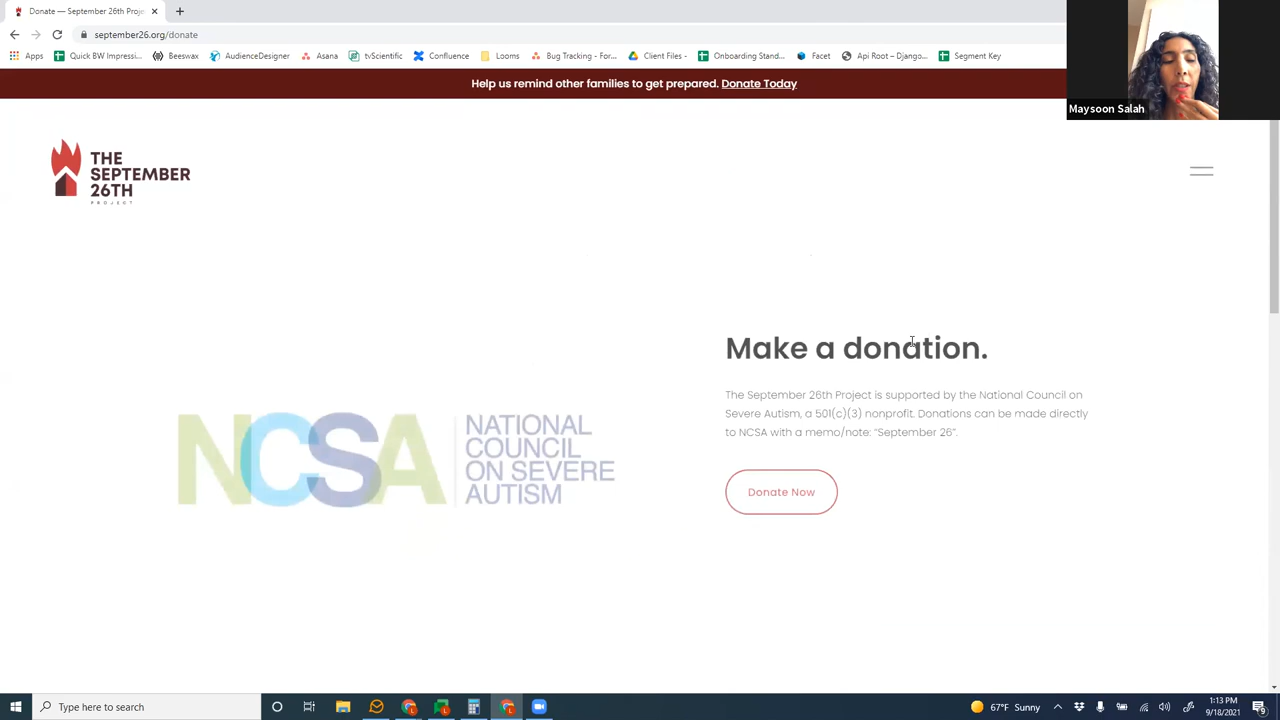 Donate — September 26th Proje
september26.org/donate
Apps
Quick BW Impressi...
Beeswax
AudienceDesigner
Asana
tvScientific
Confluence
Looms
Bug Tracking - For...
Client Files -
Onboarding Stand...
Facet
Api Root – Django...
Segment Key
Help us remind other families to get prepared. Donate Today
Maysoon Salah
THE
SEPTEMBER
26TH
PROJECT
Make a donation.
The September 26th Project is supported by the National Council on
Severe Autism, a 501(c)(3) nonprofit. Donations can be made directly
to NCSA with a memo/note: “September 26”.
NCSA
NATIONAL
COUNCIL
ON SEVERE
AUTISM
Donate Now
Type here to search
67°F Sunny
1:13 PM
9/18/2021